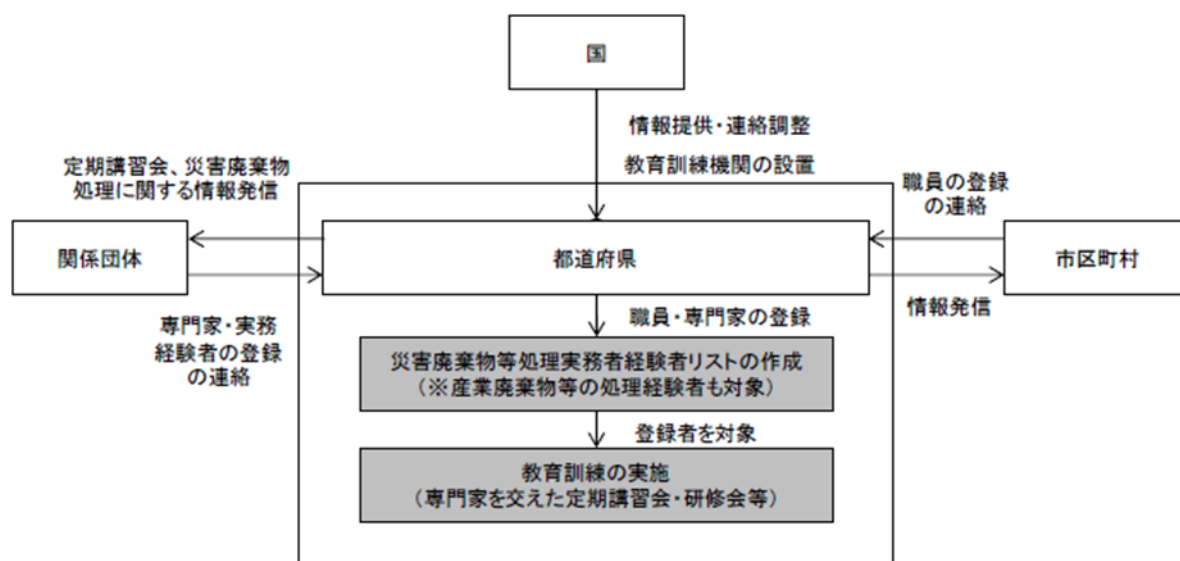 国
情報提供・連絡調整
教育訓練機関の設置
定期講習会、災害廃棄物
処理に関する情報発信
職員の登録
の連絡
関係団体
都道府県
市区町村
専門家・実務
経験者の登録
の連絡
職員・専門家の登録
情報発信
災害廃棄物等処理実務者経験者リストの作成
（※産業廃棄物等の処理経験者も対象）
登録者を対象
教育訓練の実施
（専門家を交えた定期講習会・研修会等）